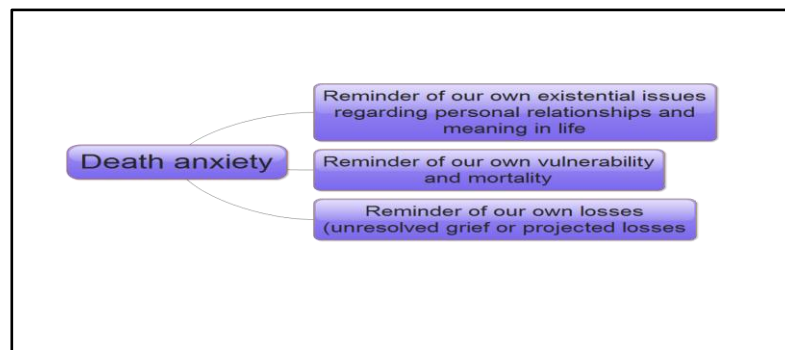 Death anxiety
Reminder of our own existential issues
regarding personal relationships and
meaning in life
Reminder of our own vulnerability
and mortality
Reminder of our own losses
(unresolved grief or projected losses